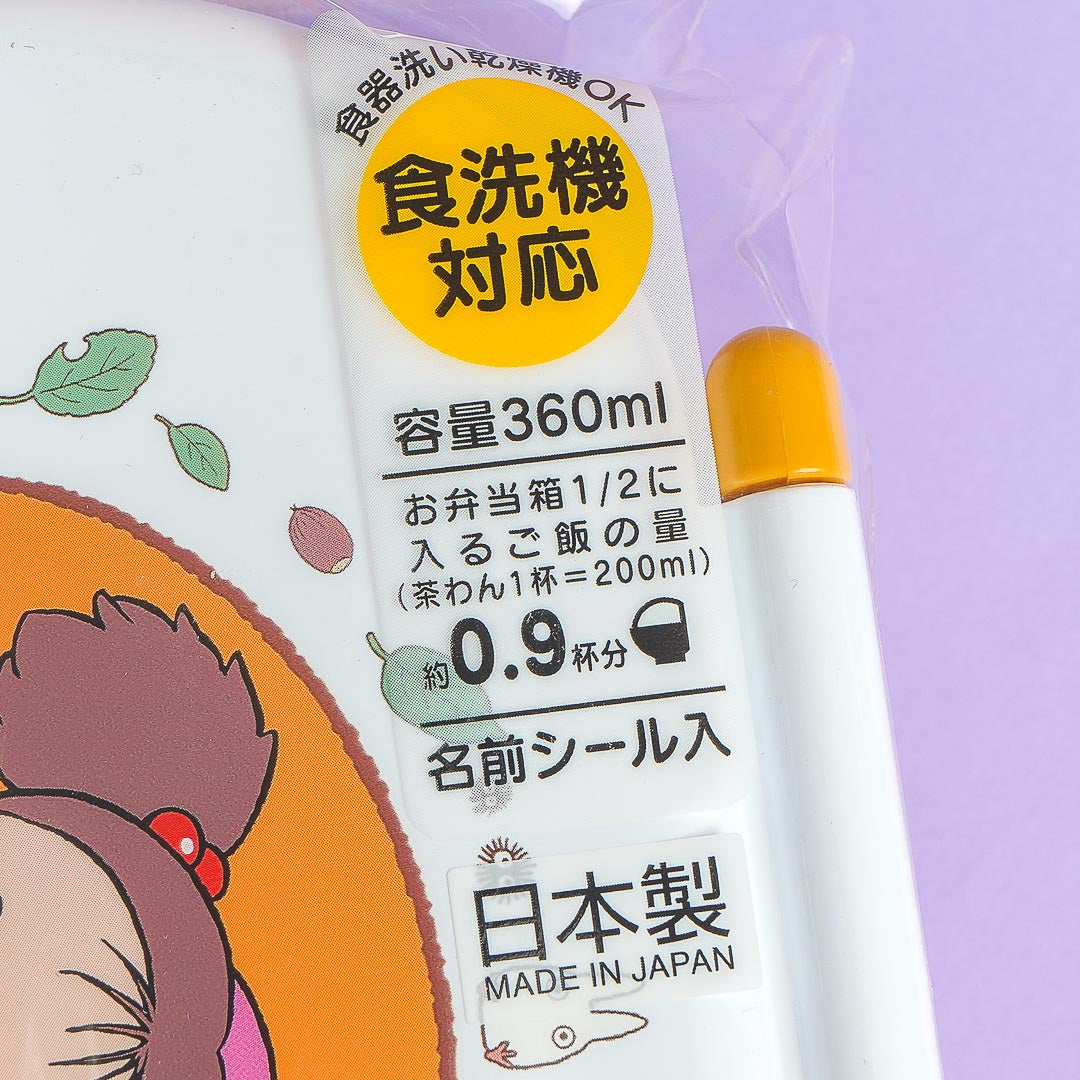 食器洗い乾燥機OK
食洗機
対応
容量360ml
お弁当箱1/2に
入るご飯の量
(茶わん1杯=200ml)
約0.9杯分
名前シール入
日本製
MADE IN JAPAN